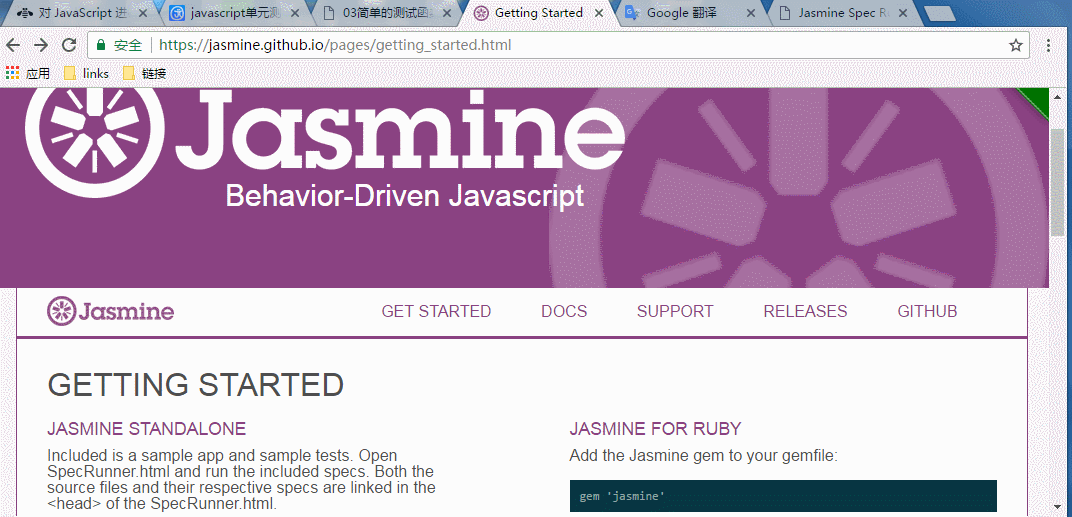 对 JavaScript 进
javascript单元测
03简单的测试函
Getting Started
Google 翻译
Jasmine Spec R
安全 https://jasmine.github.io/pages/getting_started.html
应用 links 链接
Jasmine
Behavior-Driven Javascript
Jasmine GET STARTED DOCS SUPPORT RELEASES GITHUB
GETTING STARTED
JASMINE STANDALONE
Included is a sample app and sample tests. Open
SpecRunner.html and run the included specs. Both the
source files and their respective specs are linked in the
<head> of the SpecRunner.html.
JASMINE FOR RUBY
Add the Jasmine gem to your gemfile:
gem 'jasmine'